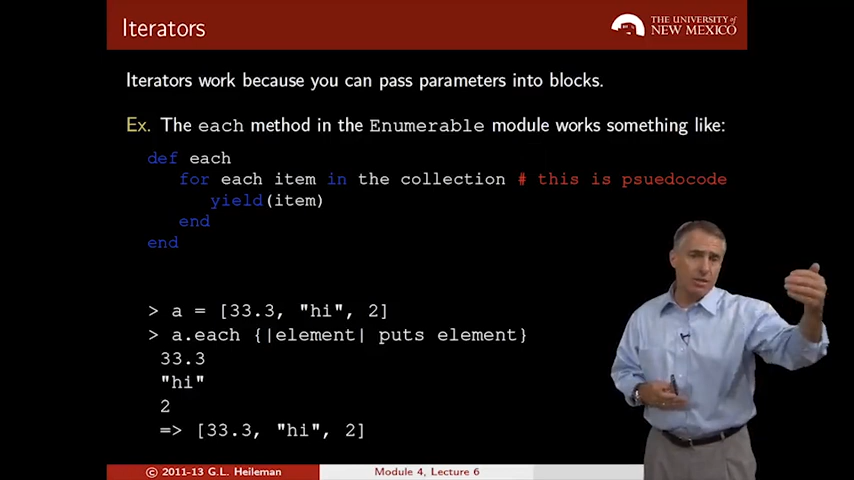 Iterators
THE UNIVERSITY of
NEW MEXICO
Iterators work because you can pass parameters into blocks.
Ex. The each method in the Enumerable module works something like:
def each
for each item in the collection # this is psuedocode
yield(item)
end
end
> a = [33.3, "hi", 2]
> a.each {|element| puts element}
33.3
"hi"
2
=> [33.3, "hi", 2]
© 2011-13 G.L. Heileman
Module 4, Lecture 6